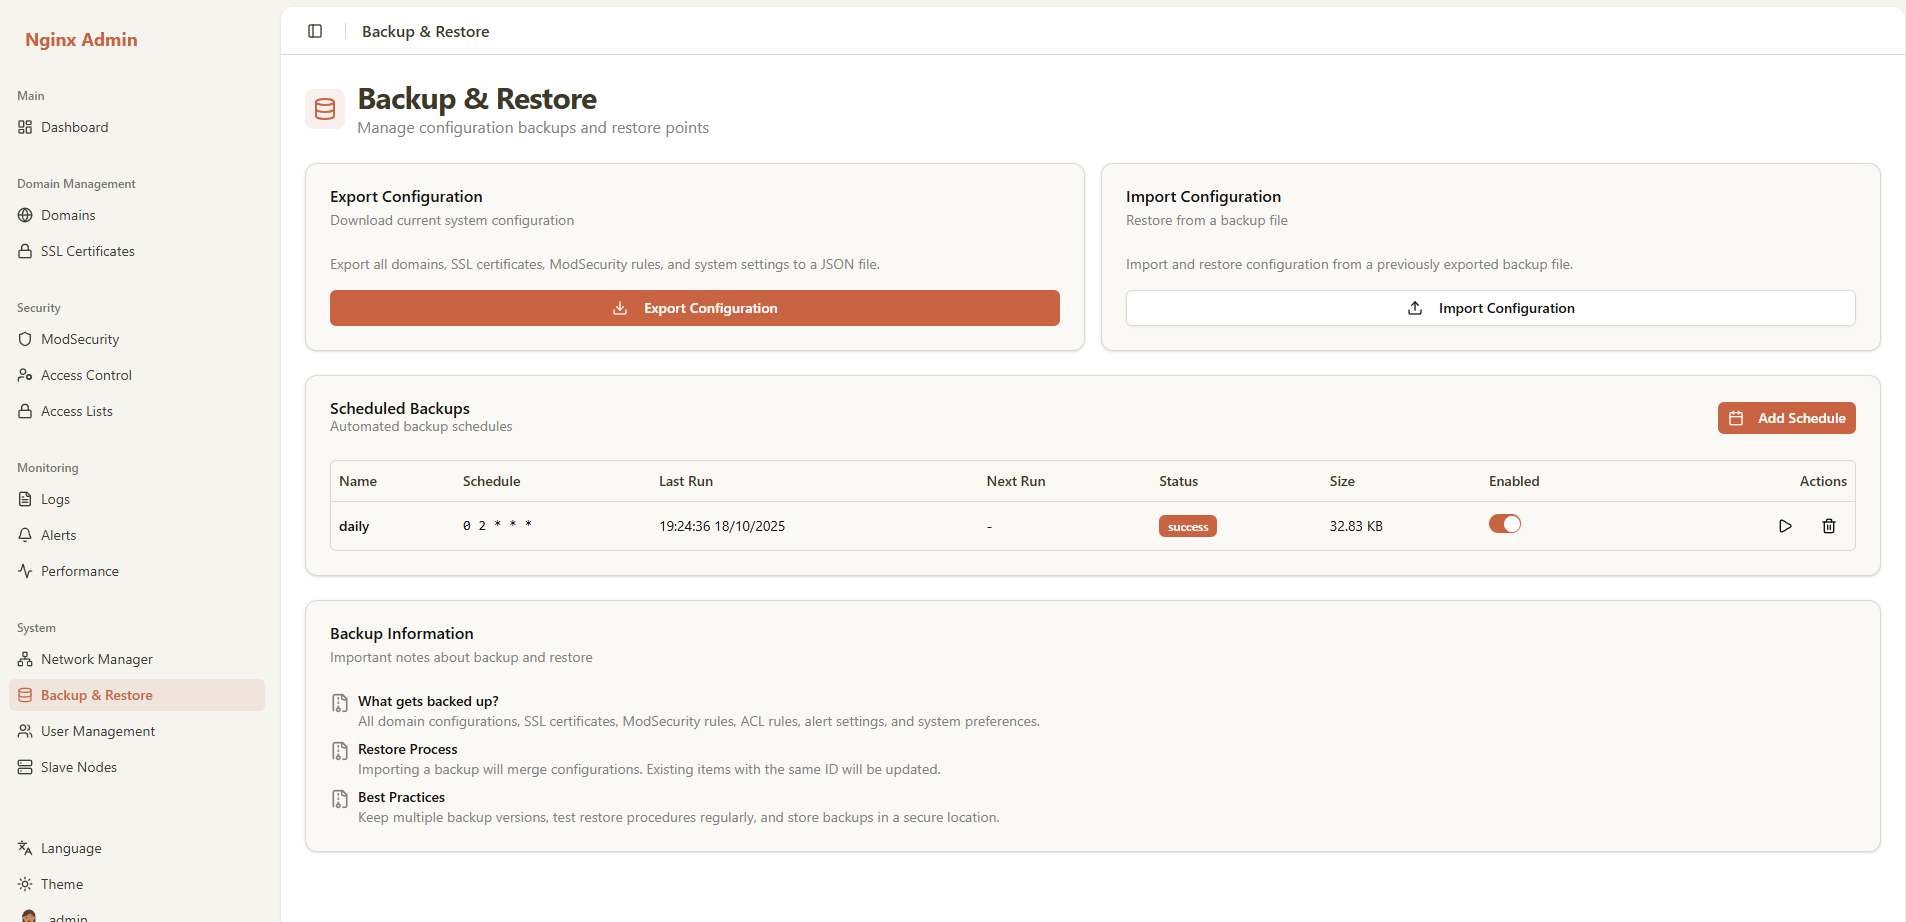 Nginx Admin
Main
Dashboard
Domain Management
Domains
SSL Certificates
Security
ModSecurity
Access Control
Access Lists
Monitoring
Logs
Alerts
Performance
System
Network Manager
Backup & Restore
User Management
Slave Nodes
Language
Theme
admin
Backup & Restore
Backup & Restore
Manage configuration backups and restore points
Export Configuration
Download current system configuration
Export all domains, SSL certificates, ModSecurity rules, and system settings to a JSON file.
Export Configuration
Import Configuration
Restore from a backup file
Import and restore configuration from a previously exported backup file.
Import Configuration
Scheduled Backups
Automated backup schedules
Add Schedule
Name Schedule Last Run Next Run Status Size Enabled Actions
daily 0 2 * * * 19:24:36 18/10/2025 - success 32.83 KB
Backup Information
Important notes about backup and restore
What gets backed up?
All domain configurations, SSL certificates, ModSecurity rules, ACL rules, alert settings, and system preferences.
Restore Process
Importing a backup will merge configurations. Existing items with the same ID will be updated.
Best Practices
Keep multiple backup versions, test restore procedures regularly, and store backups in a secure location.